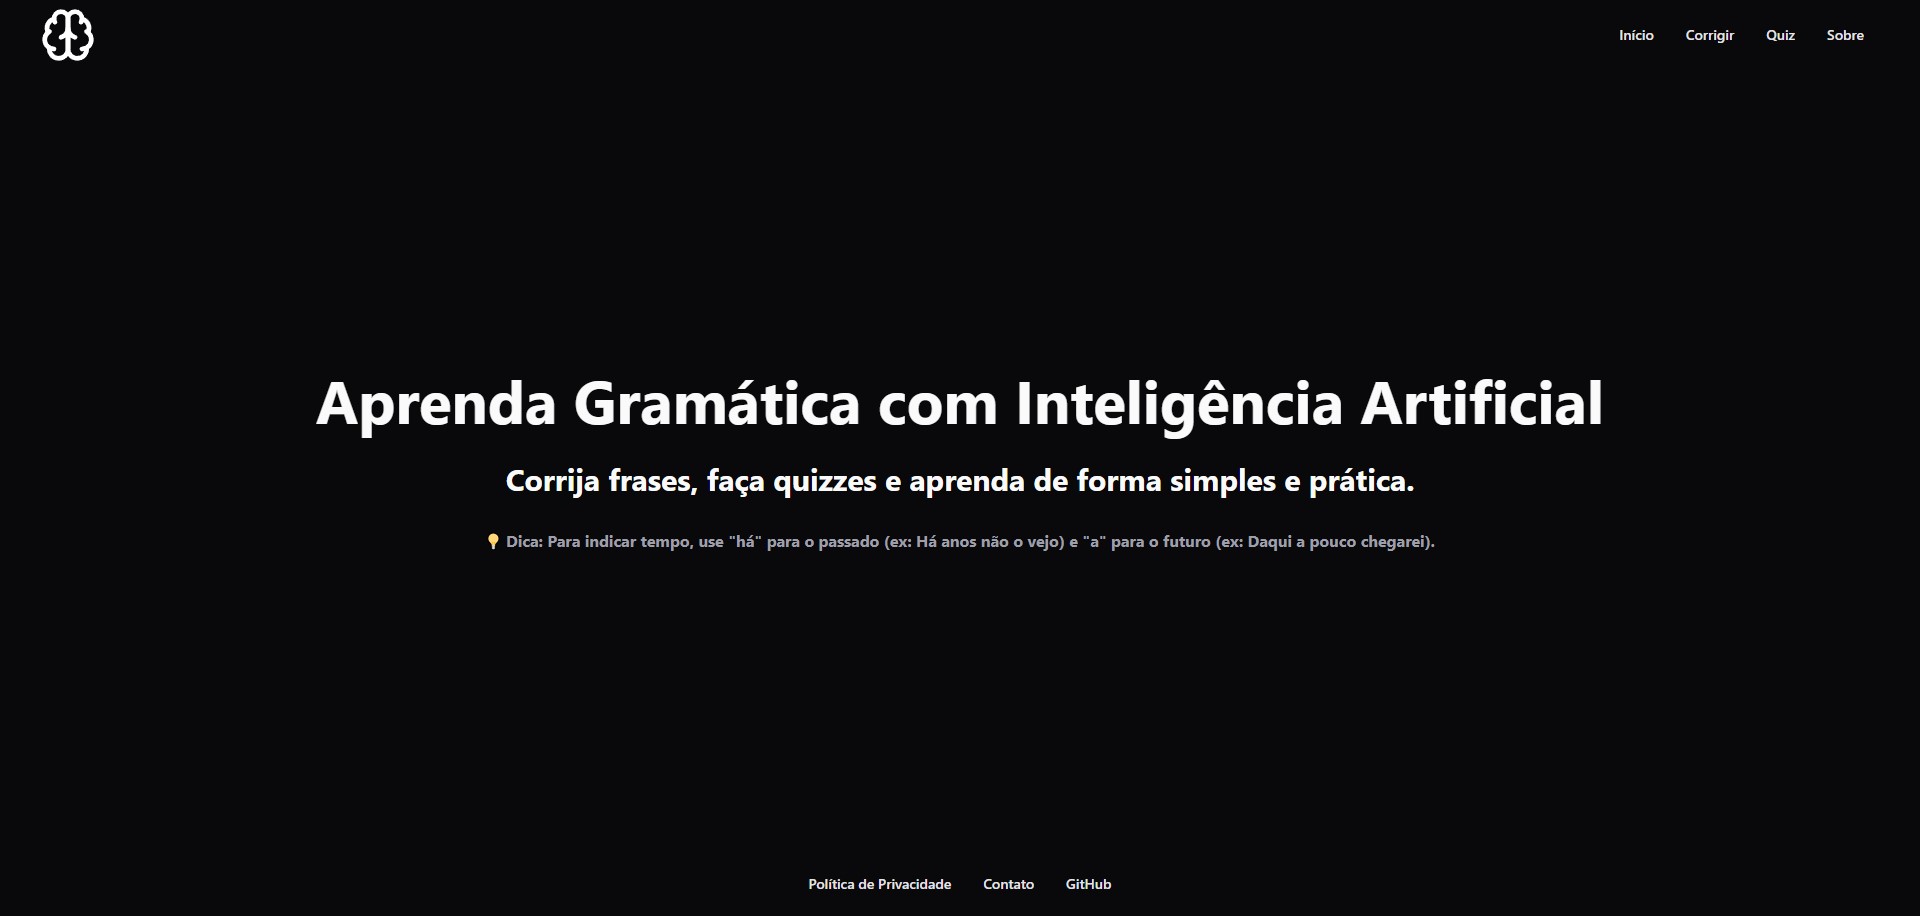 Início
Corrigir
Quiz
Sobre
Aprenda Gramática com Inteligência Artificial
Corrija frases, faça quizzes e aprenda de forma simples e prática.
💡 Dica: Para indicar tempo, use "há" para o passado (ex: Há anos não o vejo) e "a" para o futuro (ex: Daqui a pouco chegarei).
Política de Privacidade
Contato
GitHub